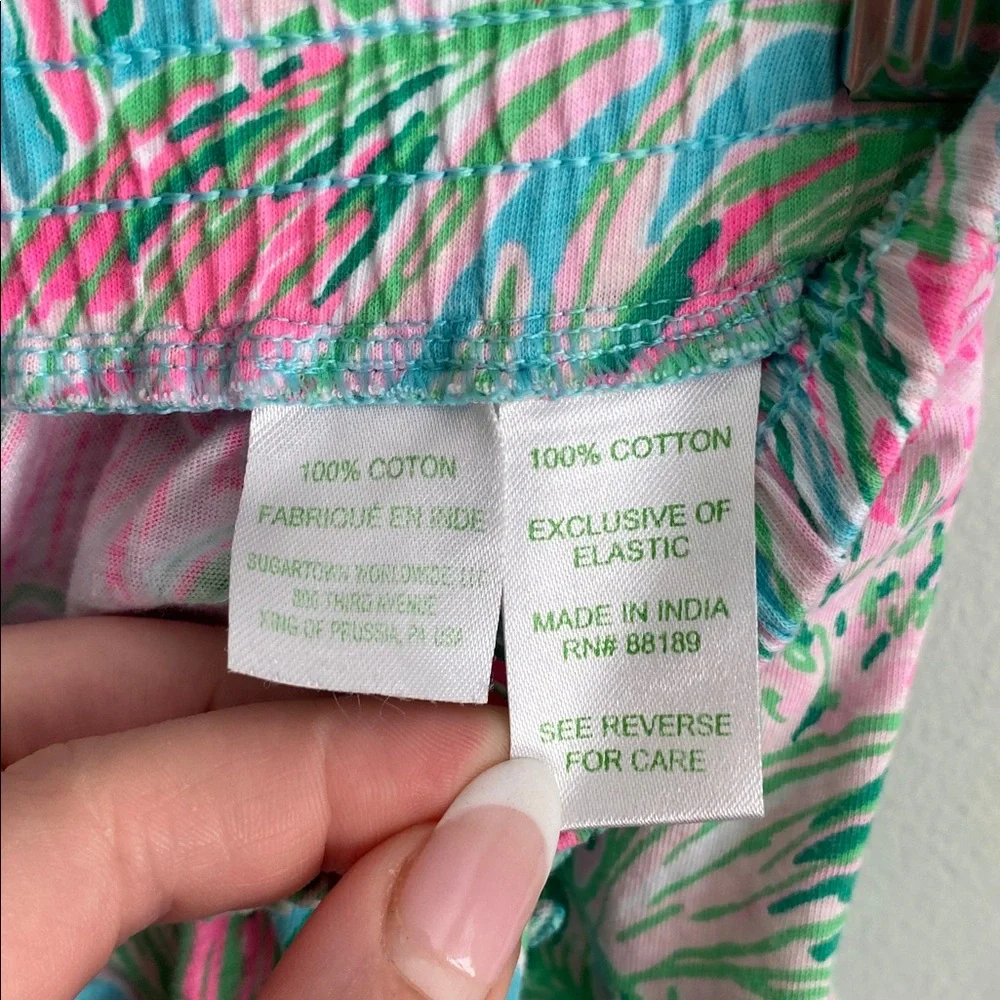 100% COTON
FABRIQUÉ EN INDE
SUGARTOWN WORLDWIDE, LLC
800 THIRD AVENUE
KING OF PRUSSIA, PA USA
100% COTTON
EXCLUSIVE OF
ELASTIC
MADE IN INDIA
RN# 88189
SEE REVERSE
FOR CARE